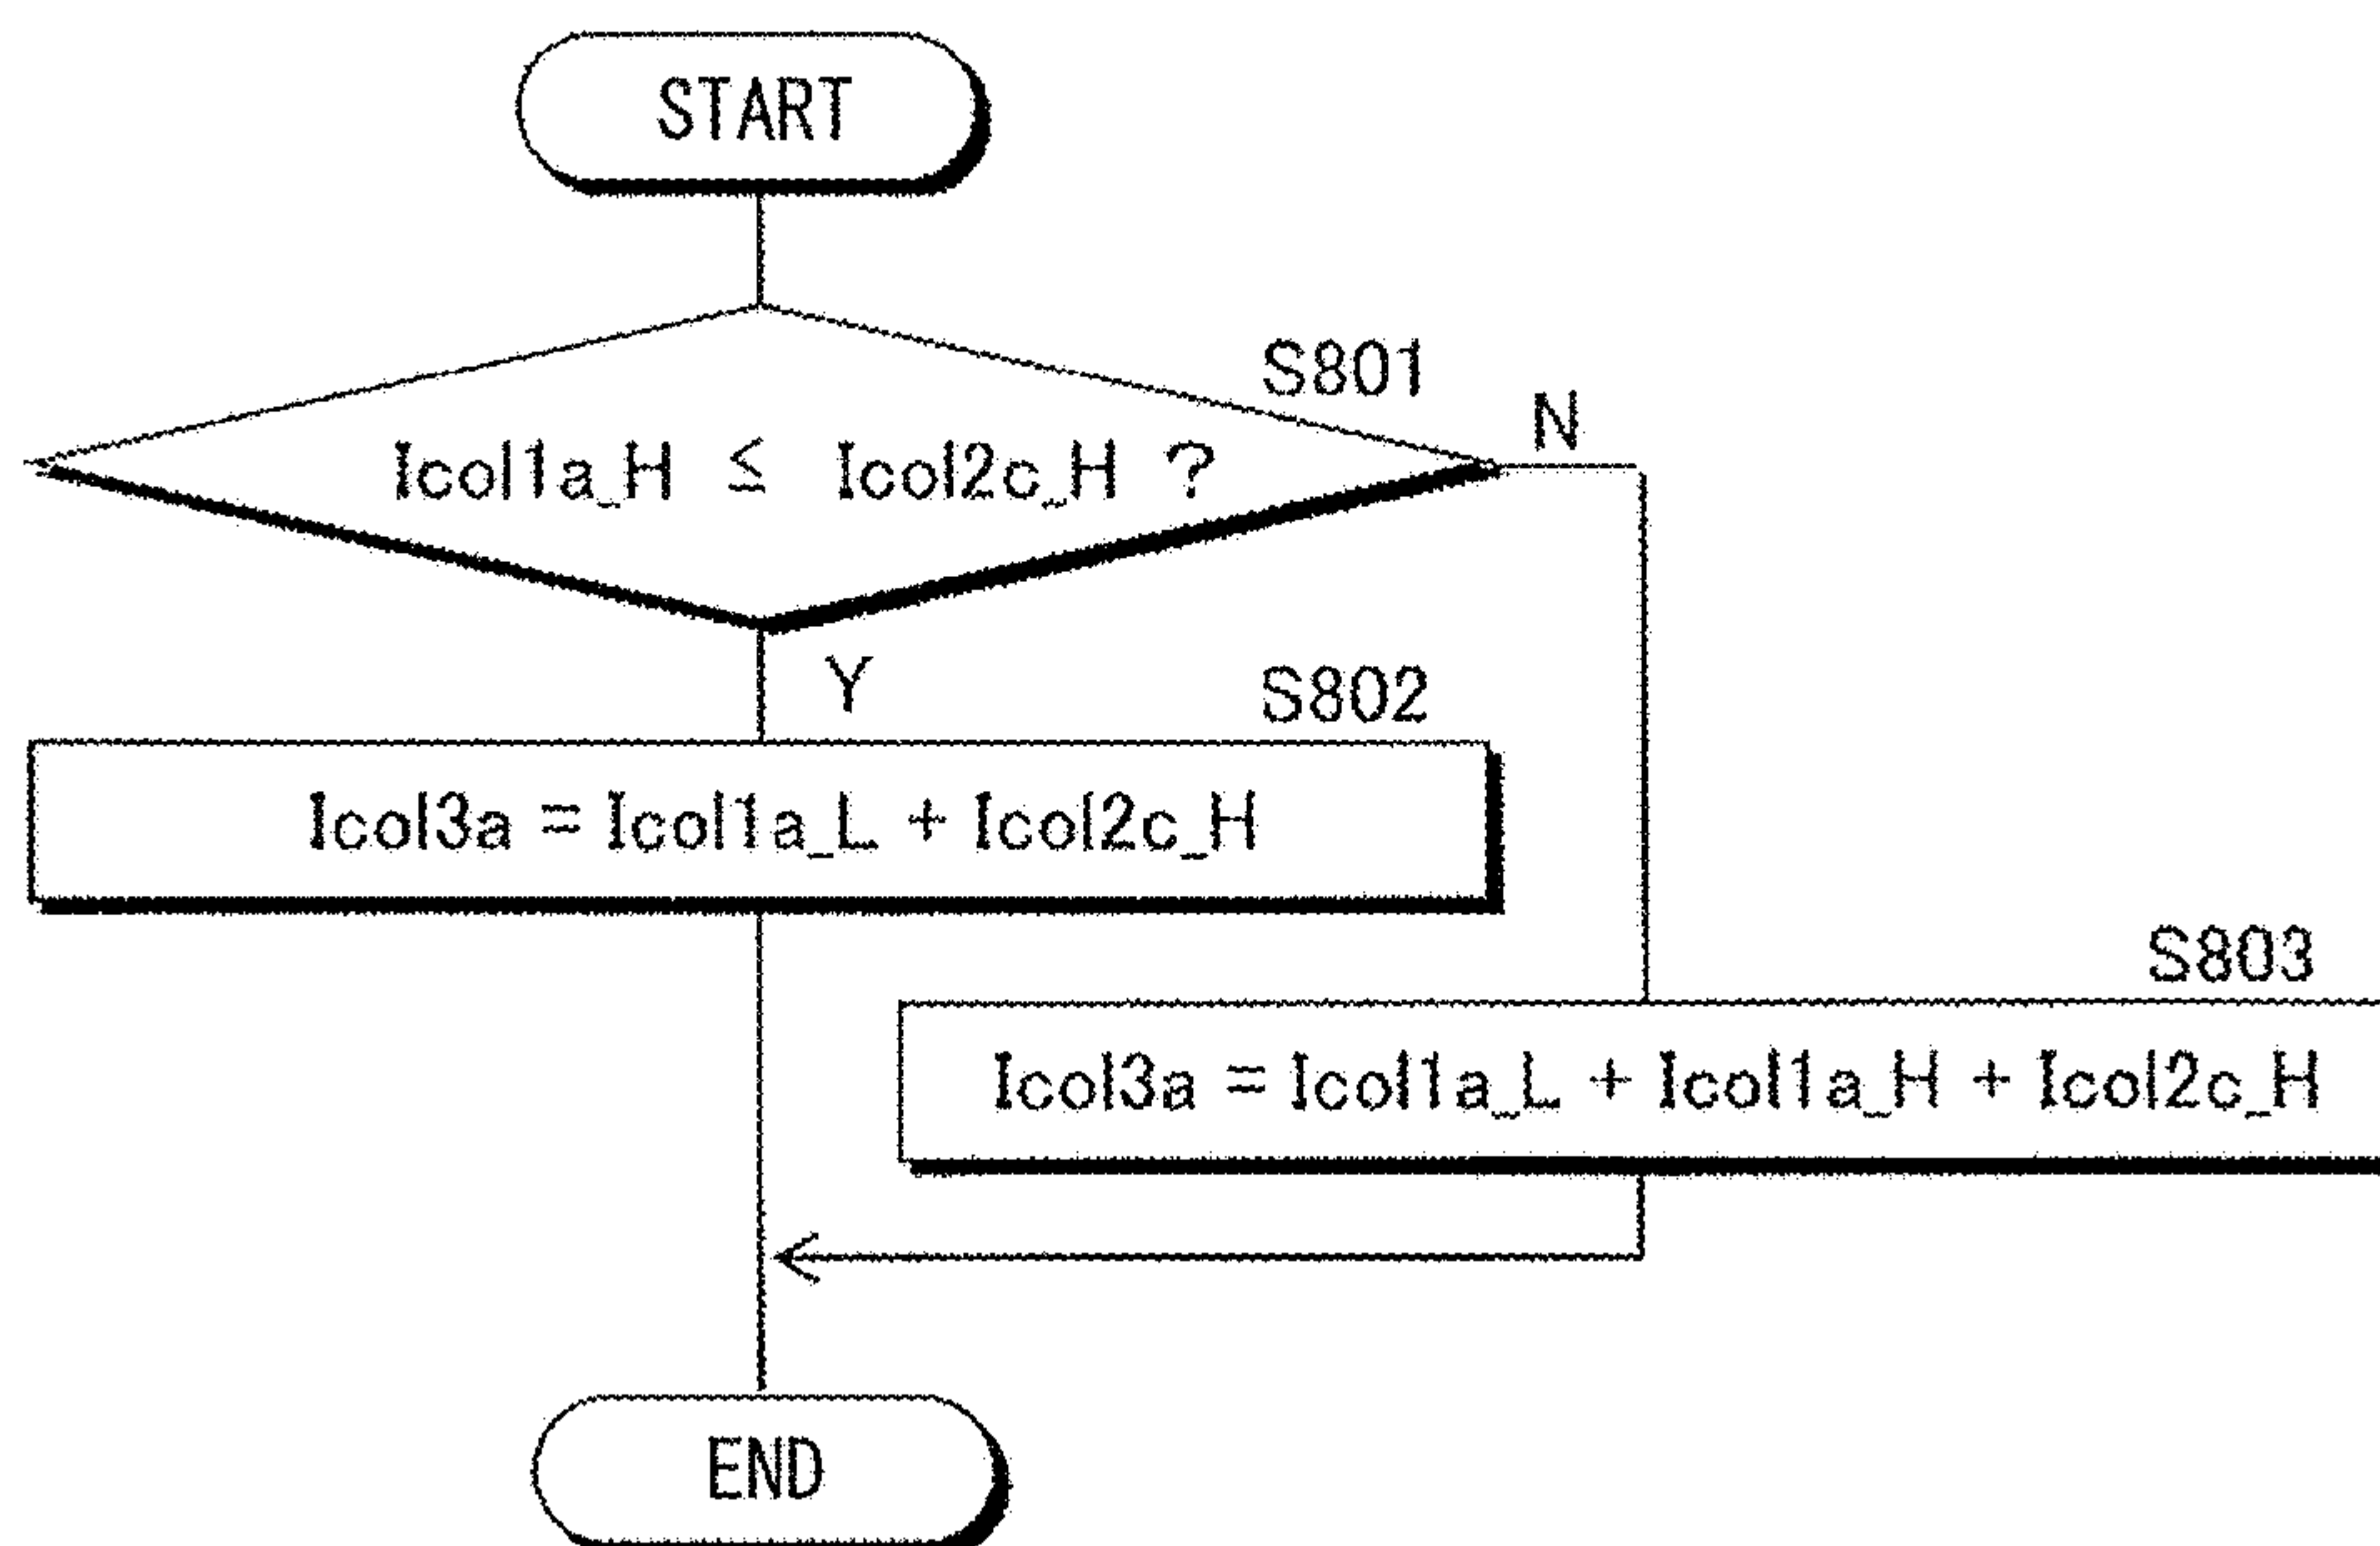 START
S801
N
Icol1a_H ≦ Icol2c_H ?
Y
S802
Icol3a = Icol1a_L + Icol2c_H
S803
Icol3a = Icol1a_L + Icol1a_H + Icol2c_H
END